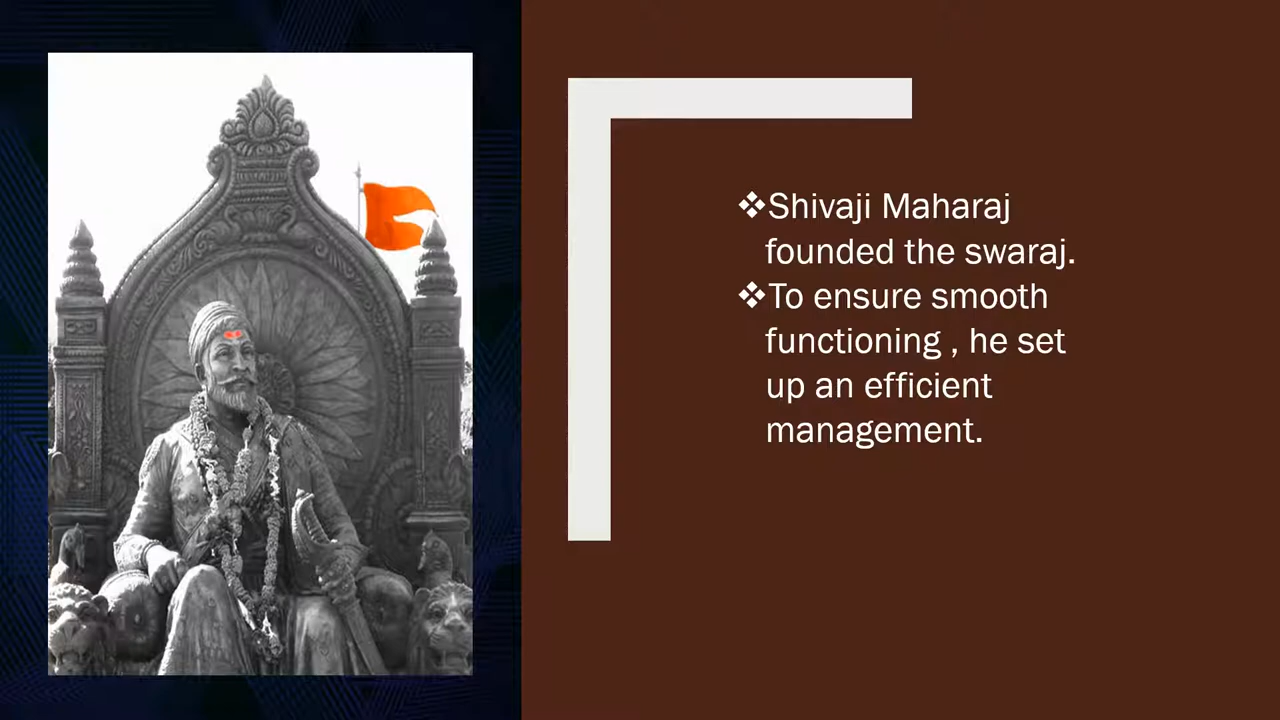 ❖Shivaji Maharaj
founded the swaraj.
❖To ensure smooth
functioning , he set
up an efficient
management.